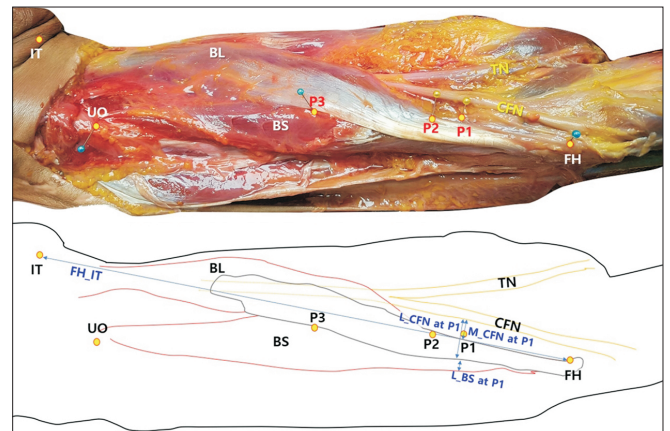 IT
BL
TN
UO
P3
BS
CFN
P2
P1
FH
IT
FH_IT
BL
TN
UO
P3
BS
L_CFN at P1
CFN
M_CFN at P1
P2
P1
L_BS at P1
FH